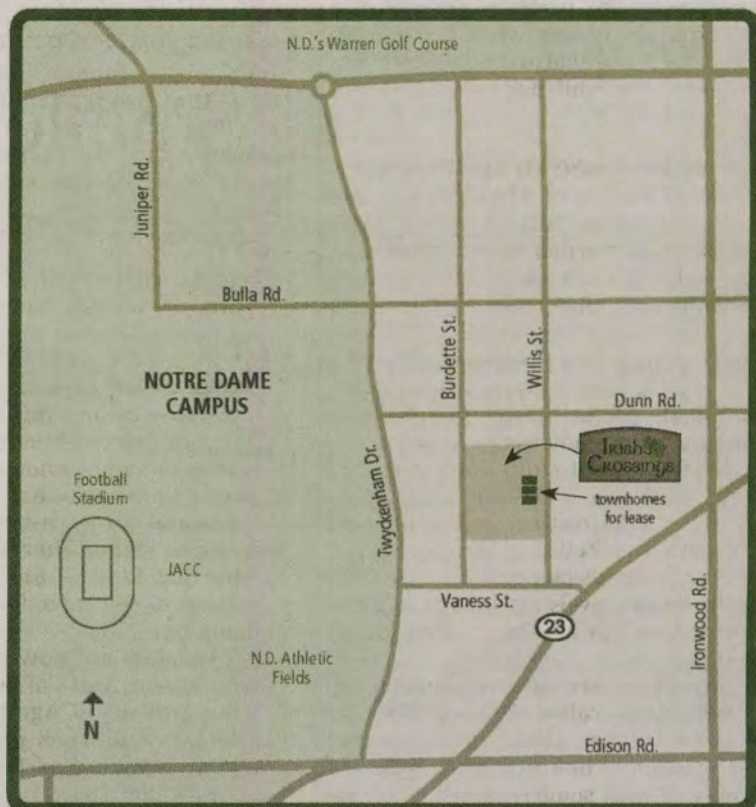 N.D.'s Warren Golf Course
Juniper Rd.
Bulla Rd.
Burdette St.
Willis St.
NOTRE DAME
CAMPUS
Dunn Rd.
IRISH
CROSSINGS
Football
Stadium
townhomes
for lease
Twyckenham Dr.
JACC
Vaness St.
23
Ironwood Rd.
N.D. Athletic
Fields
N
Edison Rd.